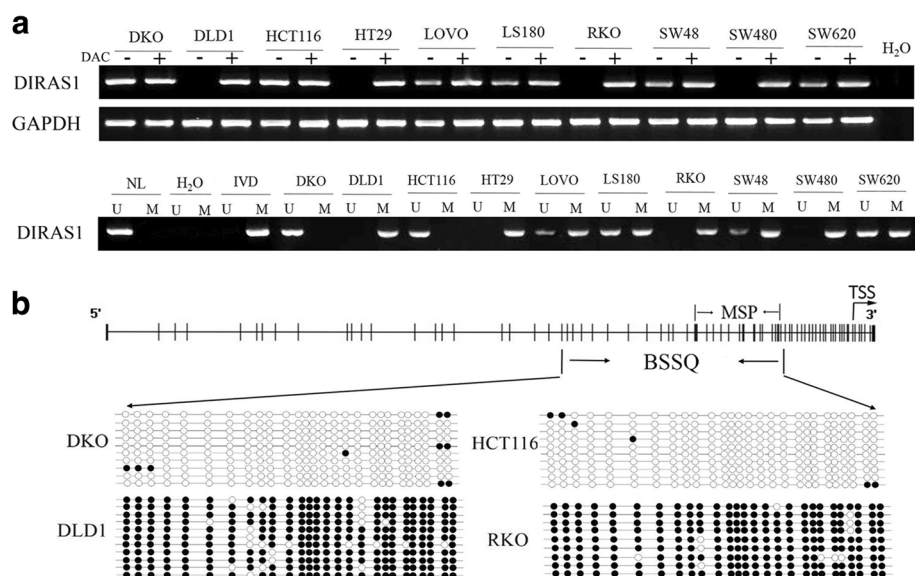 a
DKO DLD1 HCT116 HT29 LOVO LS180 RKO SW48 SW480 SW620 H₂O
DAC - + - + - + - + - + - + - + - + - + - +
DIRAS1
GAPDH
NL H₂O IVD DKO DLD1 HCT116 HT29 LOVO LS180 RKO SW48 SW480 SW620
U M U M U M U M U M U M U M U M U M U M U M U M U M
DIRAS1
b
TSS
5' MSP 3'
BSSQ
DKO HCT116
DLD1 RKO